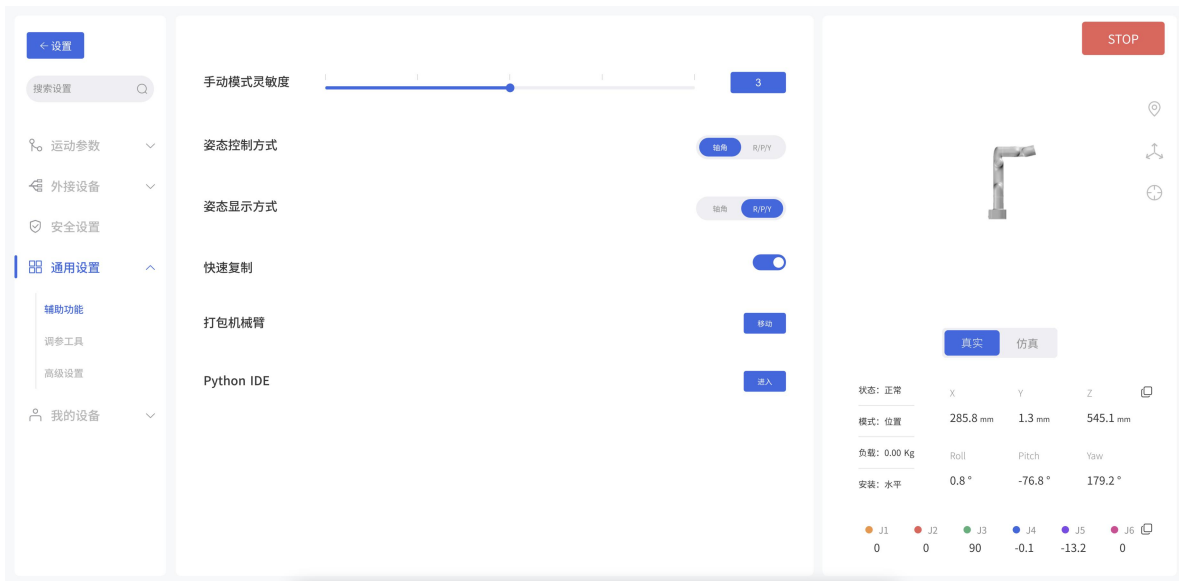 ← 设置
搜索设置
运动参数
外接设备
安全设置
通用设置
辅助功能
调参工具
高级设置
我的设备
手动模式灵敏度
3
姿态控制方式
轴角 R/P/Y
姿态显示方式
轴角 R/P/Y
快速复制
打包机械臂
移动
Python IDE
进入
STOP
真实 仿真
状态：正常
模式：位置
负载：0.00 Kg
安装：水平
X Y Z
285.8 mm 1.3 mm 545.1 mm
Roll Pitch Yaw
0.8 ° -76.8 ° 179.2 °
J1 J2 J3 J4 J5 J6
0 0 90 -0.1 -13.2 0